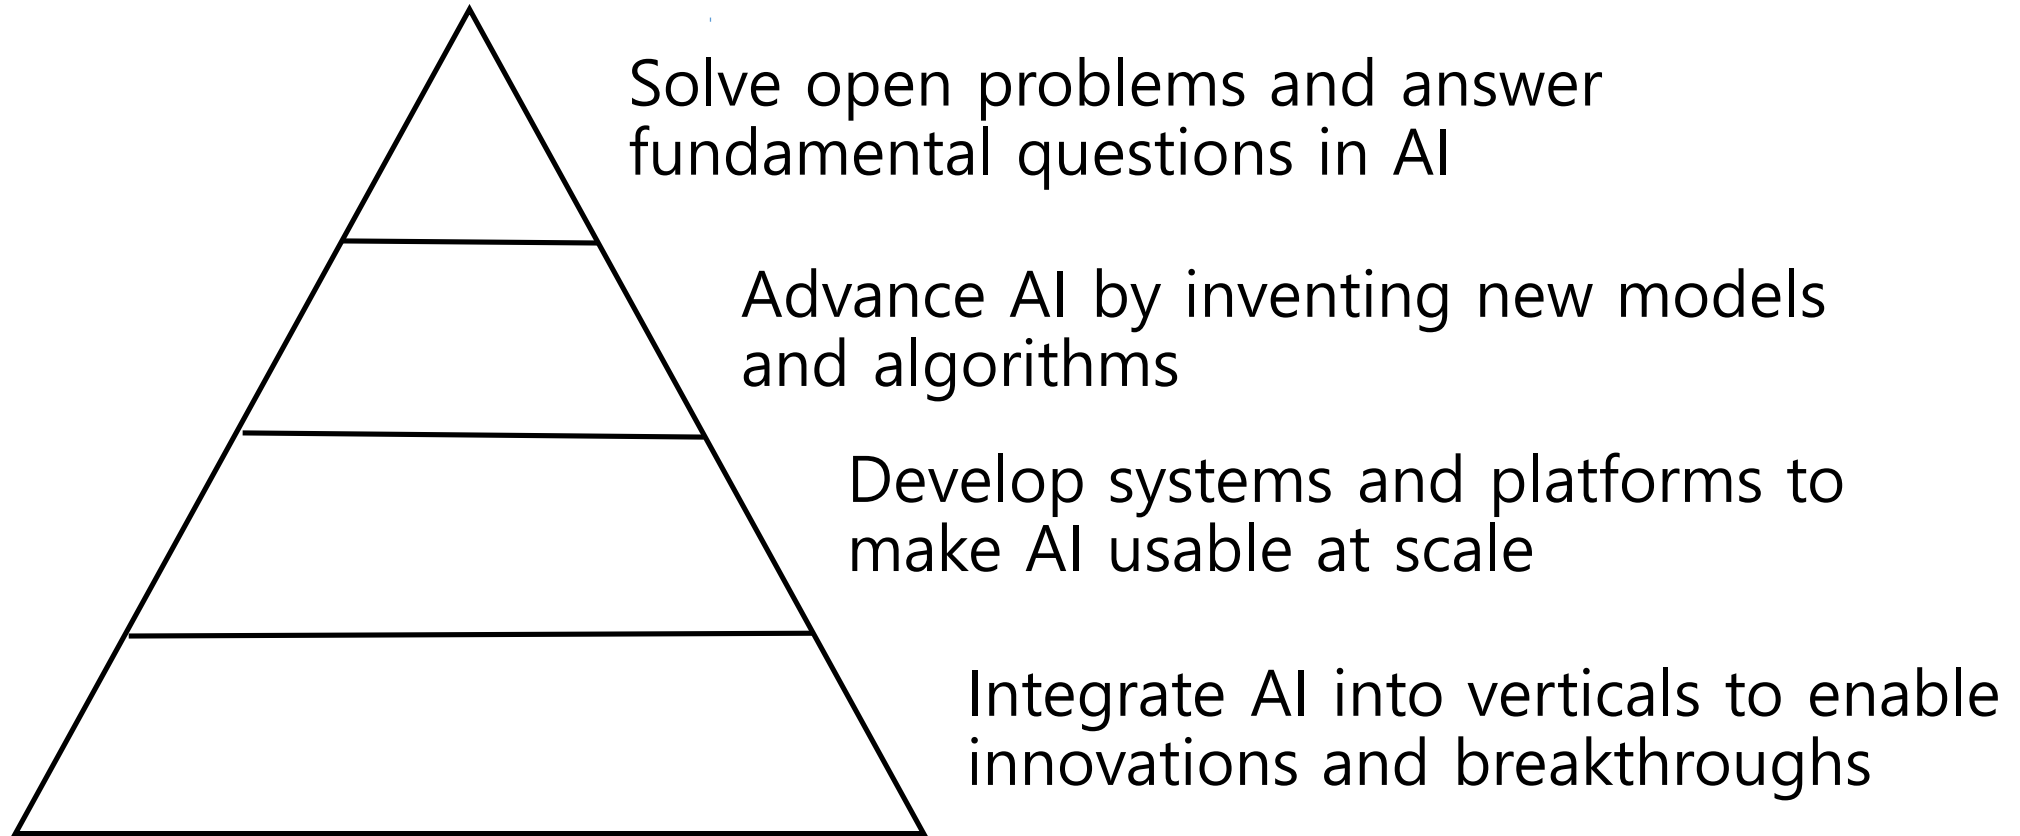 Solve open problems and answer
fundamental questions in AI
Advance AI by inventing new models
and algorithms
Develop systems and platforms to
make AI usable at scale
Integrate AI into verticals to enable
innovations and breakthroughs